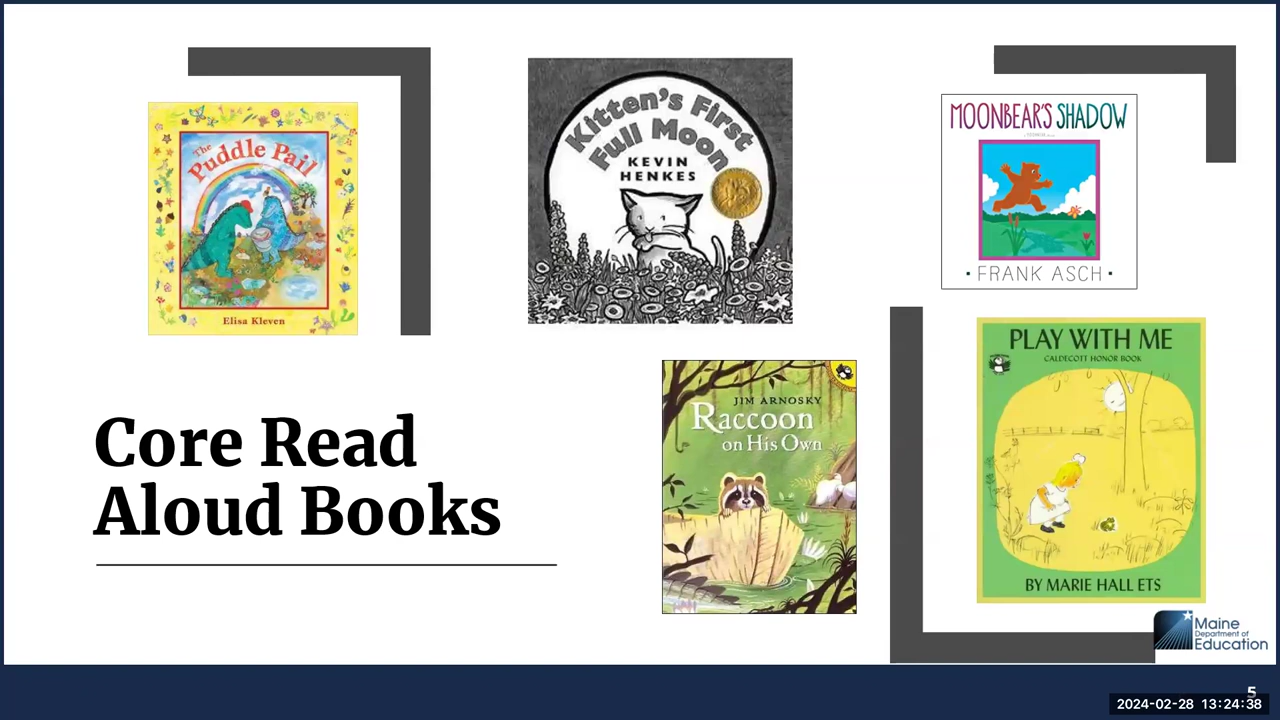 The
Puddle Pail
Elisa Kleven
Kitten's First
Full Moon
KEVIN
HENKES
MOONBEAR'S SHADOW
FRANK ASCH
Core Read
Aloud Books
JIM ARNOSKY
Raccoon
on His Own
PLAY WITH ME
CALDECOTT HONOR BOOK
BY MARIE HALL ETS
Maine
Department of
Education
5
2024-02-28 13:24:38